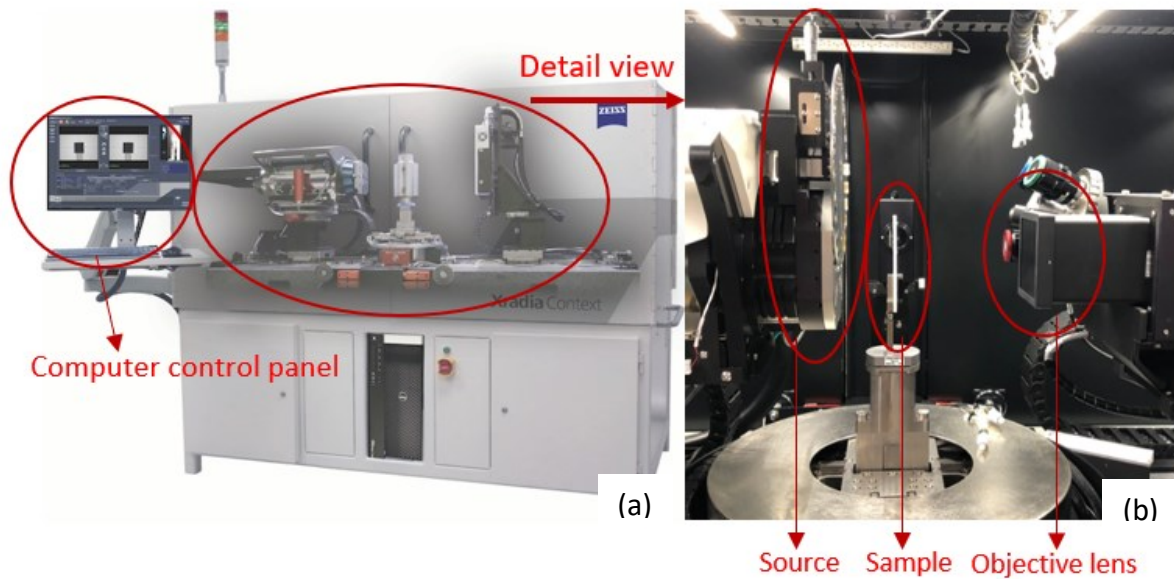 Detail view
ZEISS
Xradia Context
Computer control panel
(a)
(b)
Source
Sample
Objective lens